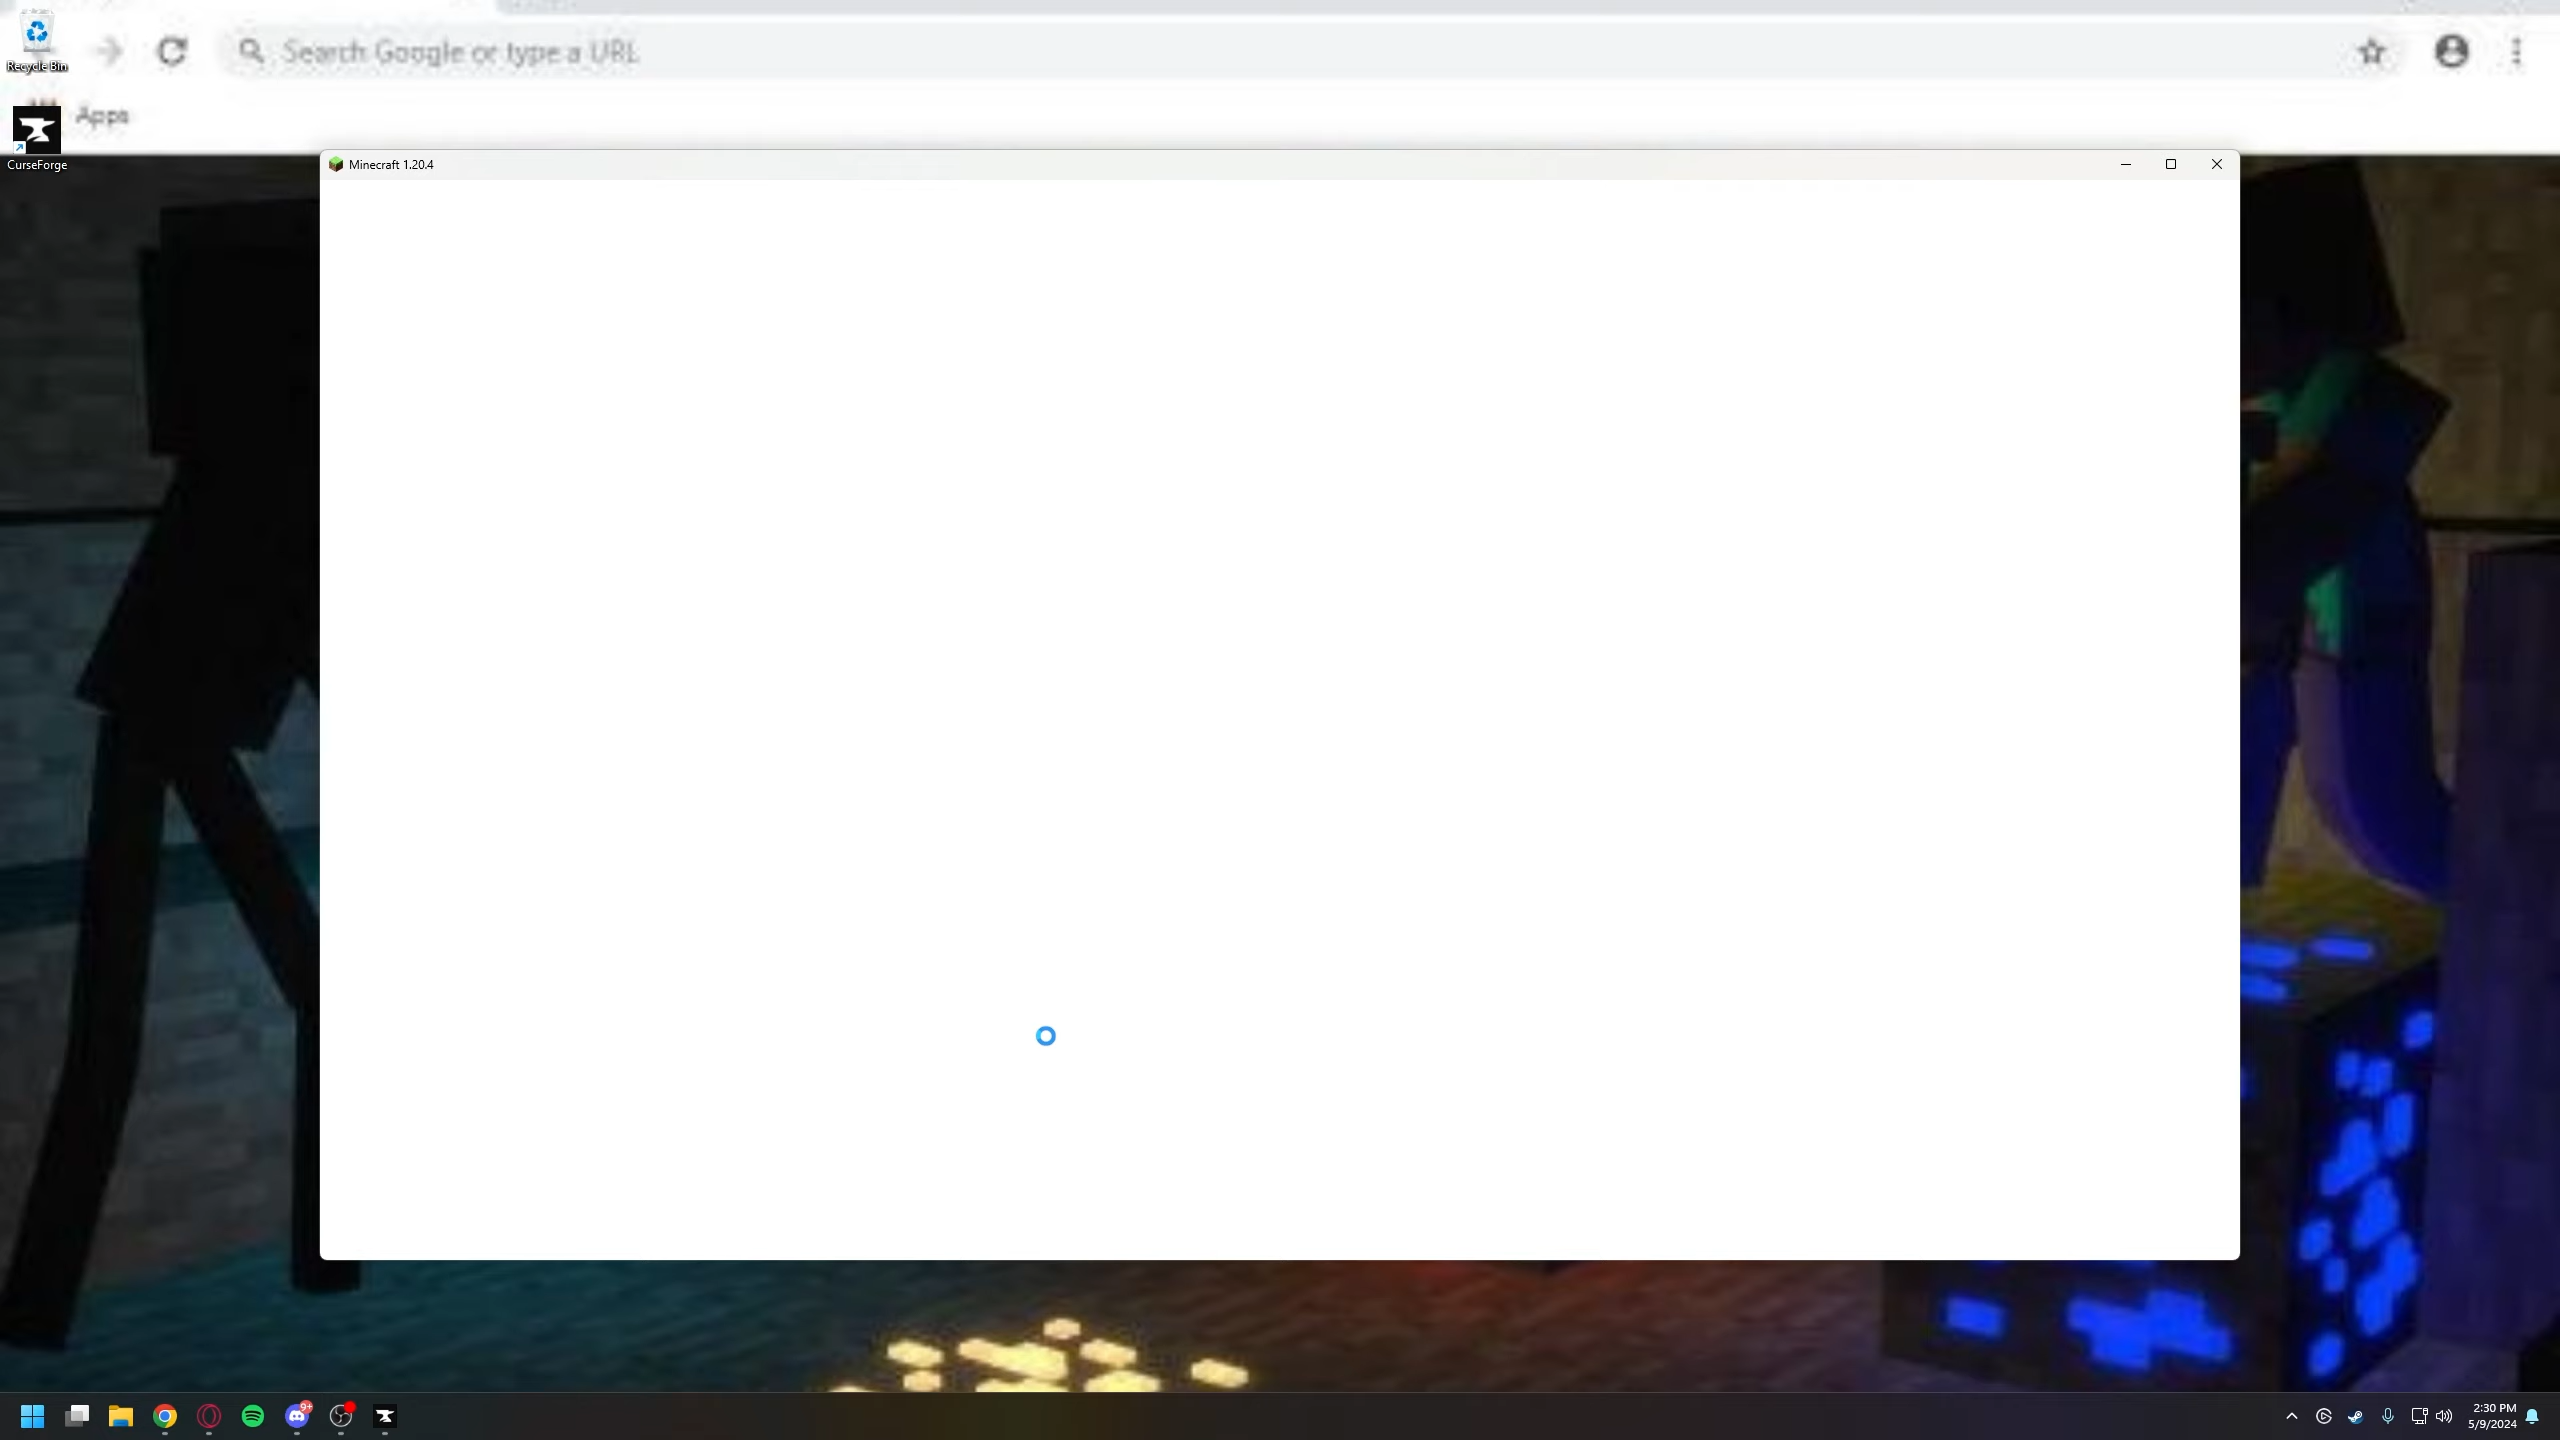 Search Google or type a URL
Recycle Bin
Apps
CurseForge
Minecraft 1.20.4
9+
2:30 PM
5/9/2024